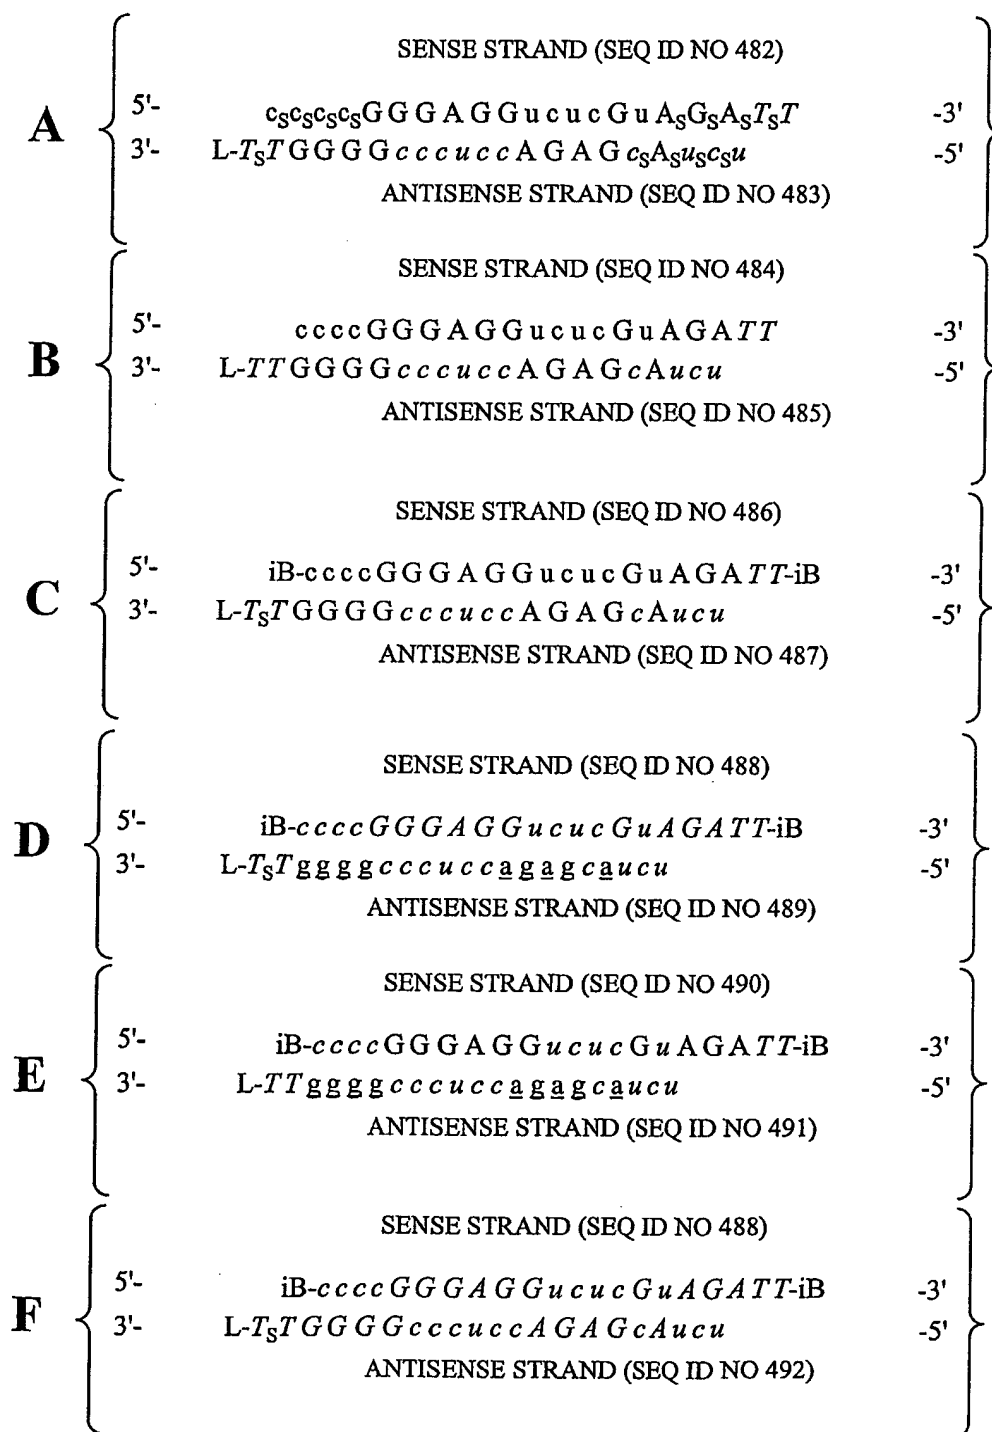 SENSE STRAND (SEQ ID NO 482)
A
5'- cScScScSGGGAGGucucGuASGSASTST -3'
3'- L-TSTGGGGcccuccAGAGcSASuScSu -5'
ANTISENSE STRAND (SEQ ID NO 483)
SENSE STRAND (SEQ ID NO 484)
B
5'- ccccGGGAGGucucGuAGATT -3'
3'- L-TTGGGGcccuccAGAGcAucu -5'
ANTISENSE STRAND (SEQ ID NO 485)
SENSE STRAND (SEQ ID NO 486)
C
5'- iB-ccccGGGAGGucucGuAGATT-iB -3'
3'- L-TSTGGGGcccuccAGAGcAucu -5'
ANTISENSE STRAND (SEQ ID NO 487)
SENSE STRAND (SEQ ID NO 488)
D
5'- iB-ccccGGGAGGucucGuAGATT-iB -3'
3'- L-TSTggggcccuccagagcaucu -5'
ANTISENSE STRAND (SEQ ID NO 489)
SENSE STRAND (SEQ ID NO 490)
E
5'- iB-ccccGGGAGGucucGuAGATT-iB -3'
3'- L-TTggggcccuccagagcaucu -5'
ANTISENSE STRAND (SEQ ID NO 491)
SENSE STRAND (SEQ ID NO 488)
F
5'- iB-ccccGGGAGGucucGuAGATT-iB -3'
3'- L-TSTGGGGcccuccAGAGcAucu -5'
ANTISENSE STRAND (SEQ ID NO 492)